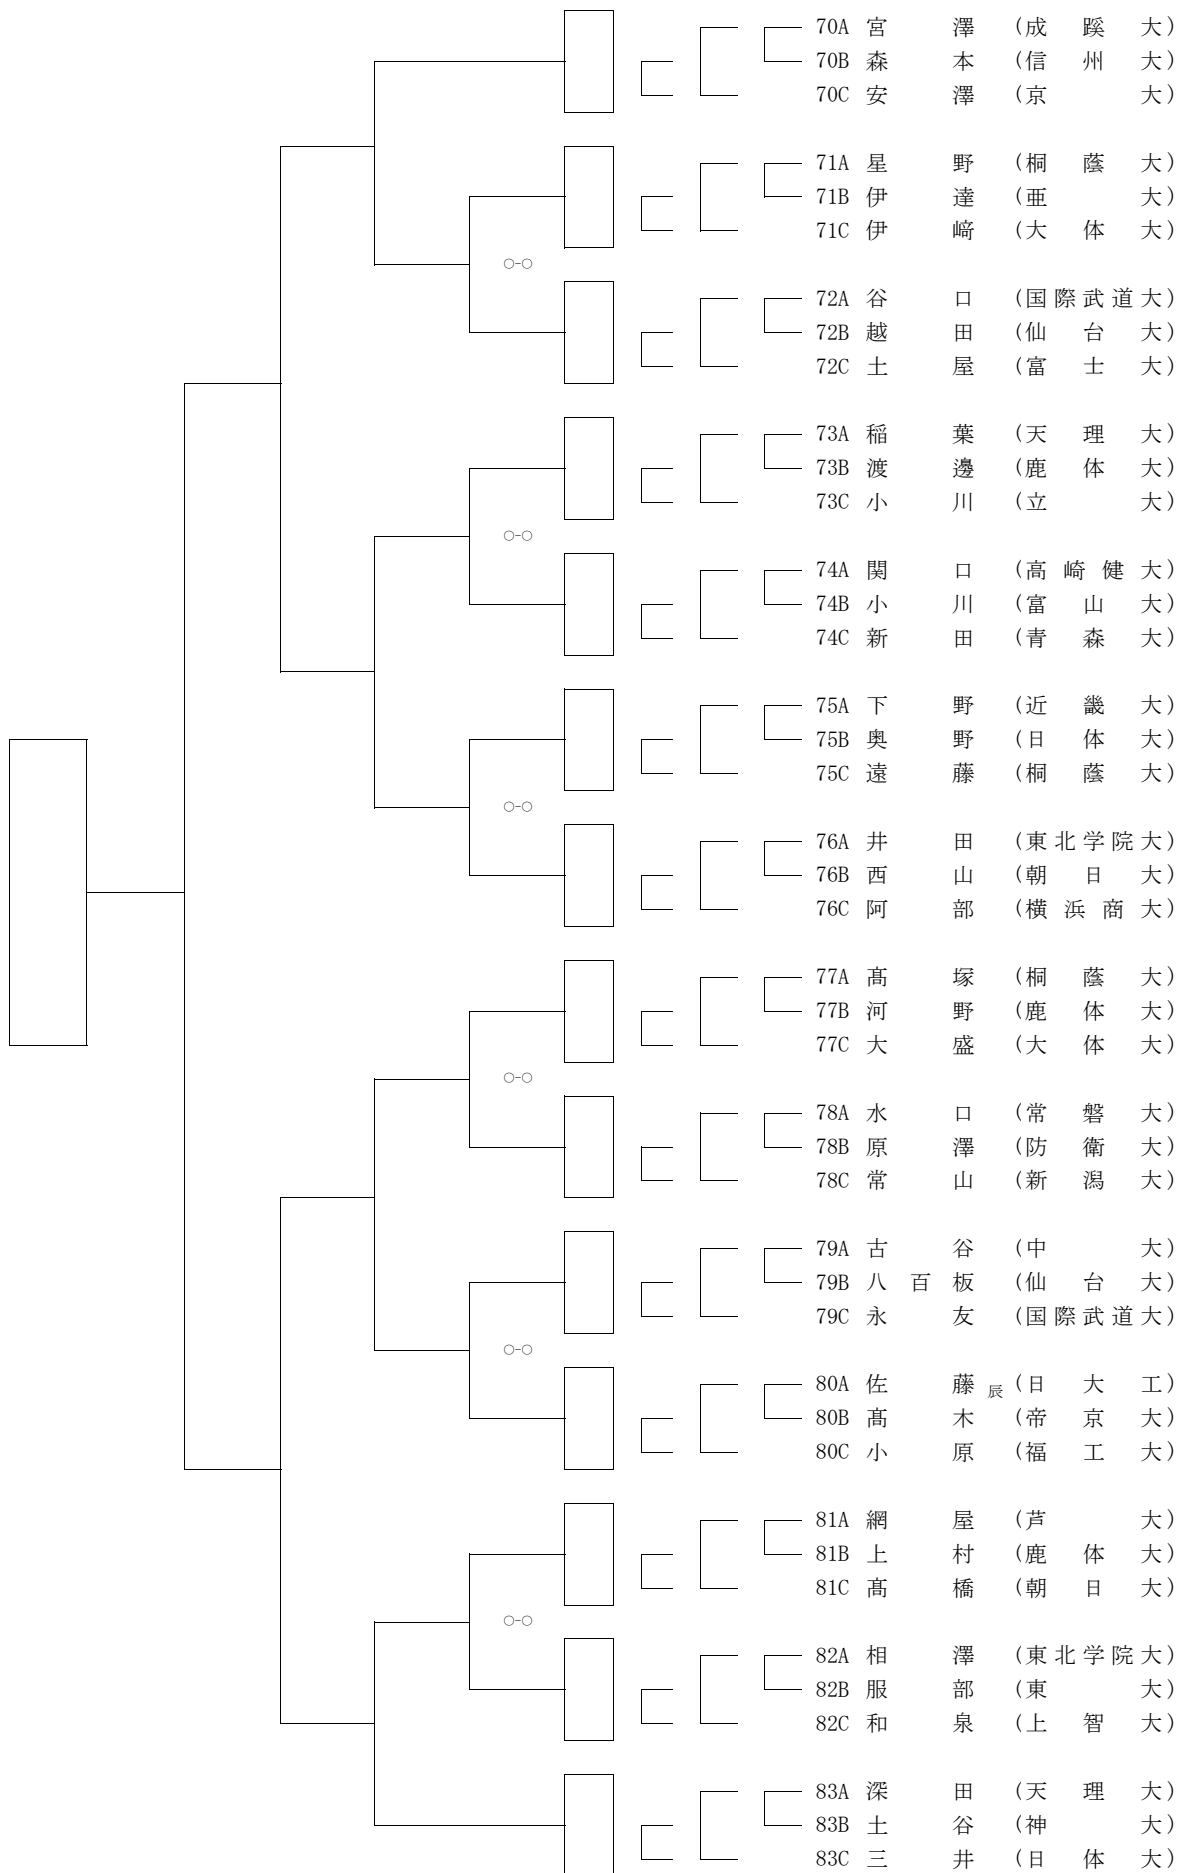 70A 宮澤 (成蹊大)
70B 森本 (信州大)
70C 安澤 (京大)
71A 星野 (桐蔭大)
71B 伊達 (亜大)
71C 伊﨑 (大体大)
○-○
72A 谷口 (国際武道大)
72B 越田 (仙台大)
72C 土屋 (富士大)
73A 稲葉 (天理大)
73B 渡邊 (鹿体大)
73C 小川 (立大)
○-○
74A 関口 (高崎健大)
74B 小川 (富山大)
74C 新田 (青森大)
75A 下野 (近畿大)
75B 奥野 (日体大)
75C 遠藤 (桐蔭大)
○-○
76A 井田 (東北学院大)
76B 西山 (朝日大)
76C 阿部 (横浜商大)
77A 髙塚 (桐蔭大)
77B 河野 (鹿体大)
77C 大盛 (大体大)
○-○
78A 水口 (常磐大)
78B 原澤 (防衛大)
78C 常山 (新潟大)
79A 古谷 (中大)
79B 八百板 (仙台大)
79C 永友 (国際武道大)
○-○
80A 佐藤辰 (日大工)
80B 髙木 (帝京大)
80C 小原 (福工大)
81A 網屋 (芦大)
81B 上村 (鹿体大)
81C 髙橋 (朝日大)
○-○
82A 相澤 (東北学院大)
82B 服部 (東大)
82C 和泉 (上智大)
83A 深田 (天理大)
83B 土谷 (神大)
83C 三井 (日体大)